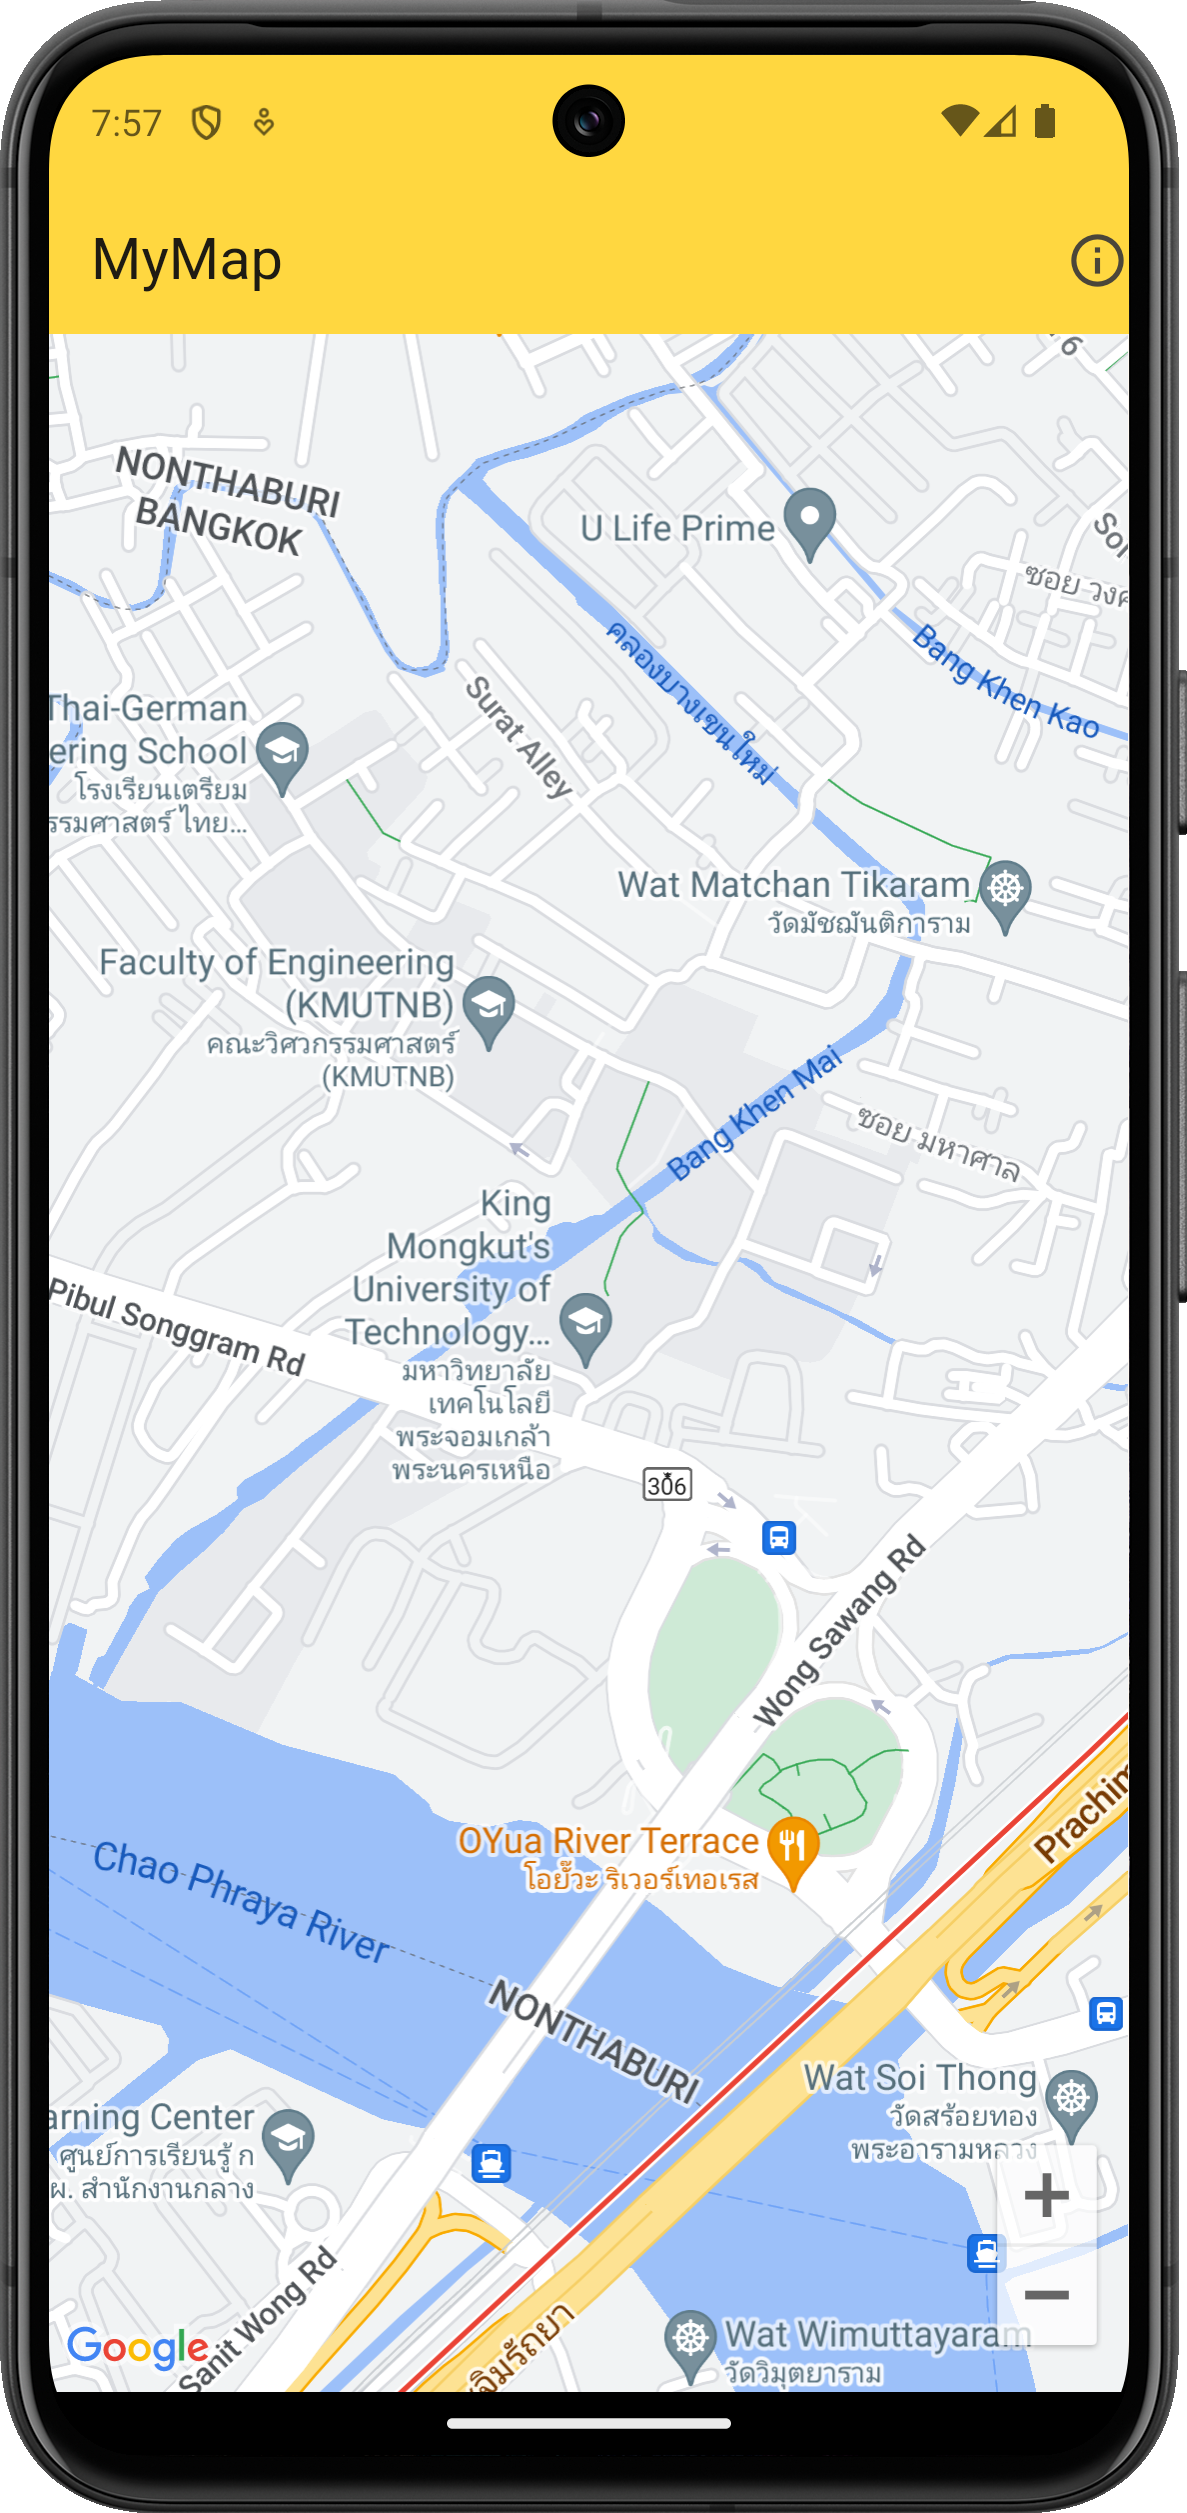 7:57
MyMap
6
NONTHABURI
BANGKOK
U Life Prime
Soi
ซอย วงศ
คลองบางเขนใหม่
Bang Khen Kao
Surat Alley
Thai-German
ering School
โรงเรียนเตรียม
รรมศาสตร์ ไทย...
Wat Matchan Tikaram
วัดมัชฌันติการาม
Faculty of Engineering
(KMUTNB)
คณะวิศวกรรมศาสตร์
(KMUTNB)
Bang Khen Mai
ซอย มหาศาล
King
Mongkut's
University of
Technology...
มหาวิทยาลัย
เทคโนโลยี
พระจอมเกล้า
พระนครเหนือ
Pibul Songgram Rd
306
Wong Sawang Rd
Prachim
OYua River Terrace
โอยั๊วะ ริเวอร์เทอเรส
Chao Phraya River
NONTHABURI
Wat Soi Thong
วัดสร้อยทอง
พระอารามหลวง
arning Center
ศูนย์การเรียนรู้ ก
ผ. สำนักงานกลาง
Sanit Wong Rd
จิมรัถยา
Wat Wimuttayaram
วัดวิมุตยาราม
Google